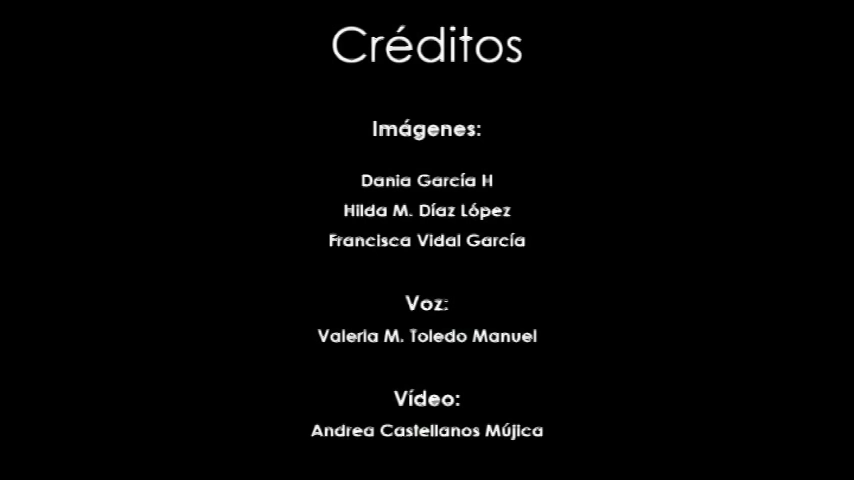 Créditos
Imágenes:
Dania García H
Hilda M. Díaz López
Francisca Vidal García
Voz:
Valeria M. Toledo Manuel
Vídeo:
Andrea Castellanos Mújica